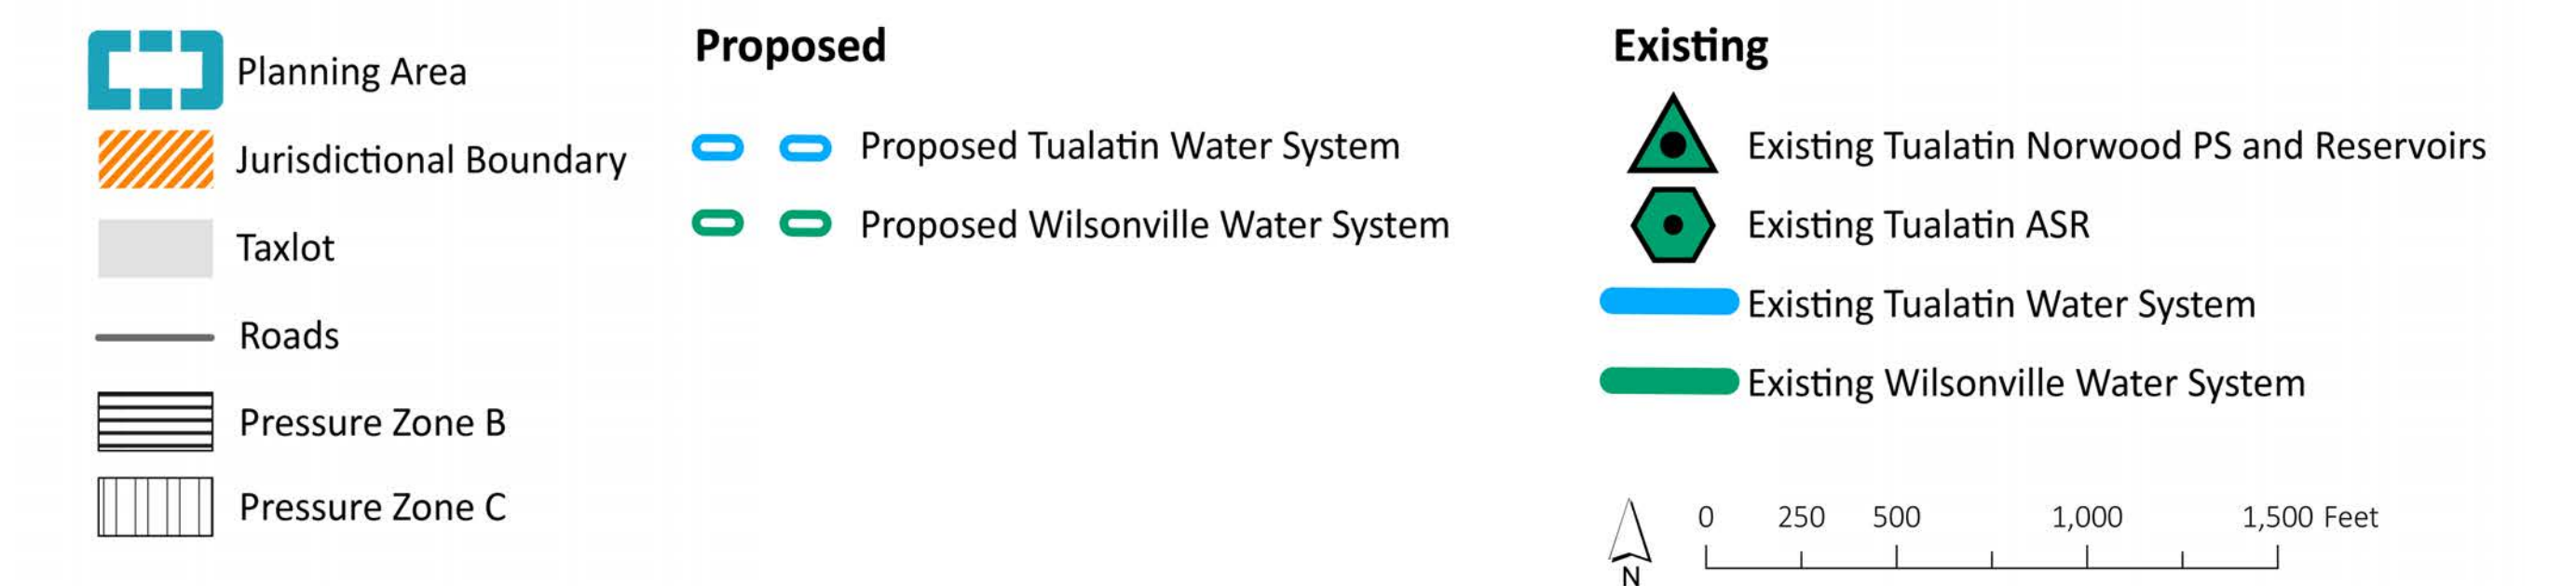 Planning Area
Jurisdictional Boundary
Taxlot
Roads
Pressure Zone B
Pressure Zone C
Proposed
Proposed Tualatin Water System
Proposed Wilsonville Water System
Existing
Existing Tualatin Norwood PS and Reservoirs
Existing Tualatin ASR
Existing Tualatin Water System
Existing Wilsonville Water System
N
0 250 500 1,000 1,500 Feet